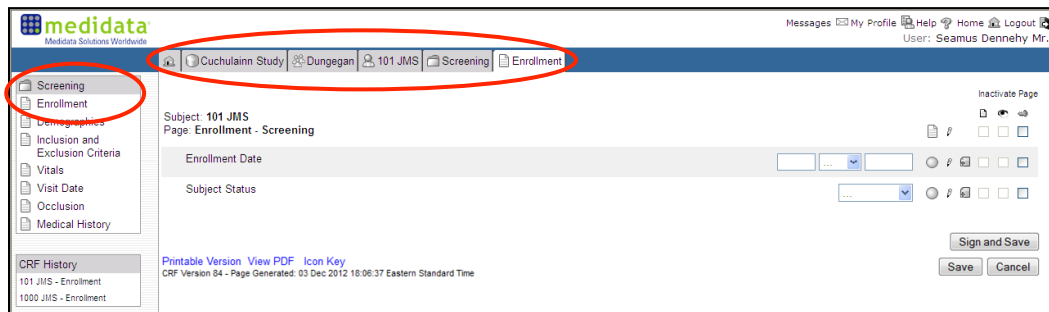 medidata
Medidata Solutions Worldwide
Messages My Profile Help Home Logout
User: Seamus Dennehy Mr.
Cuchulainn Study Dungegan 101 JMS Screening Enrollment
Screening
Enrollment
Demographics
Inclusion and
Exclusion Criteria
Vitals
Visit Date
Occlusion
Medical History
CRF History
101 JMS - Enrollment
1000 JMS - Enrollment
Inactivate Page
Subject: 101 JMS
Page: Enrollment - Screening
Enrollment Date ...
Subject Status ...
Sign and Save
Printable Version View PDF Icon Key
CRF Version 84 - Page Generated: 03 Dec 2012 18:06:37 Eastern Standard Time
Save Cancel